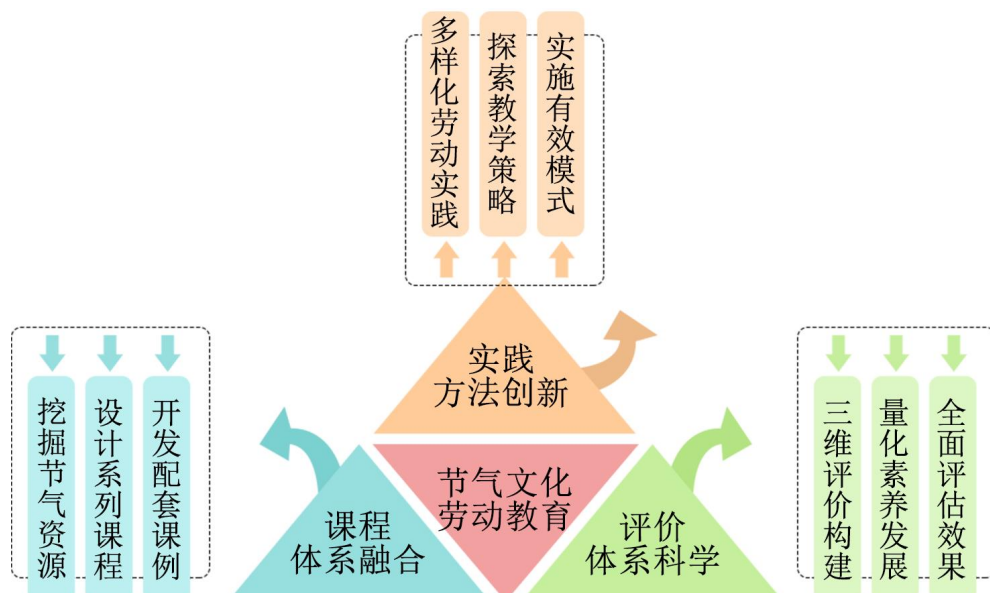 多样化劳动实践
探索教学策略
实施有效模式
实践
方法创新
挖掘节气资源
设计系列课程
开发配套课例
课程
体系融合
节气文化
劳动教育
评价
体系科学
三维评价构建
量化素养发展
全面评估效果